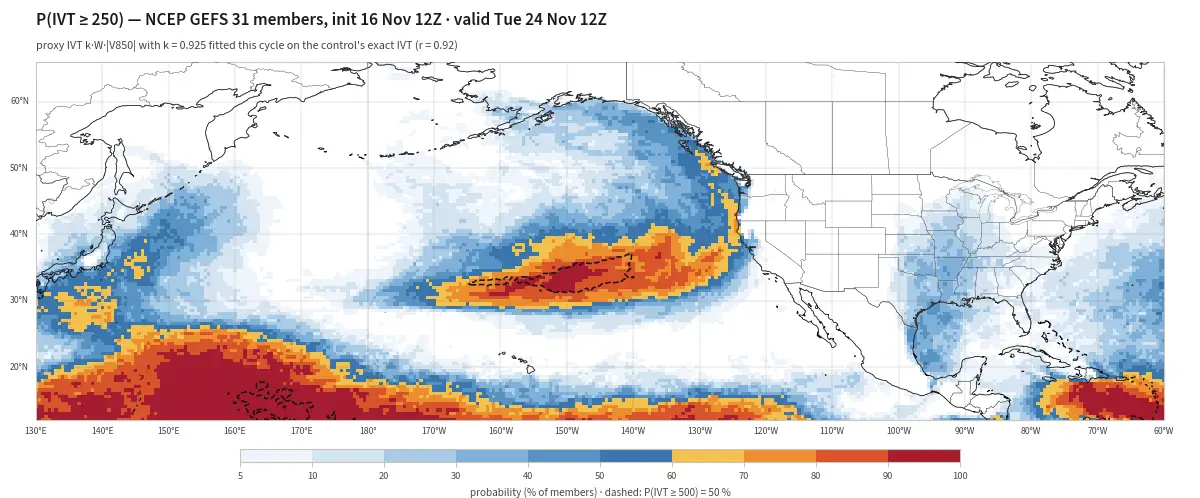 P(IVT ≥ 250) — NCEP GEFS 31 members, init 16 Nov 12Z · valid Tue 24 Nov 12Z
proxy IVT k·W·|V850| with k = 0.925 fitted this cycle on the control's exact IVT (r = 0.92)
60°N
50°N
40°N
30°N
20°N
130°E 140°E 150°E 160°E 170°E 180° 170°W 160°W 150°W 140°W 130°W 120°W 110°W 100°W 90°W 80°W 70°W 60°W
5 10 20 30 40 50 60 70 80 90 100
probability (% of members) · dashed: P(IVT ≥ 500) = 50 %